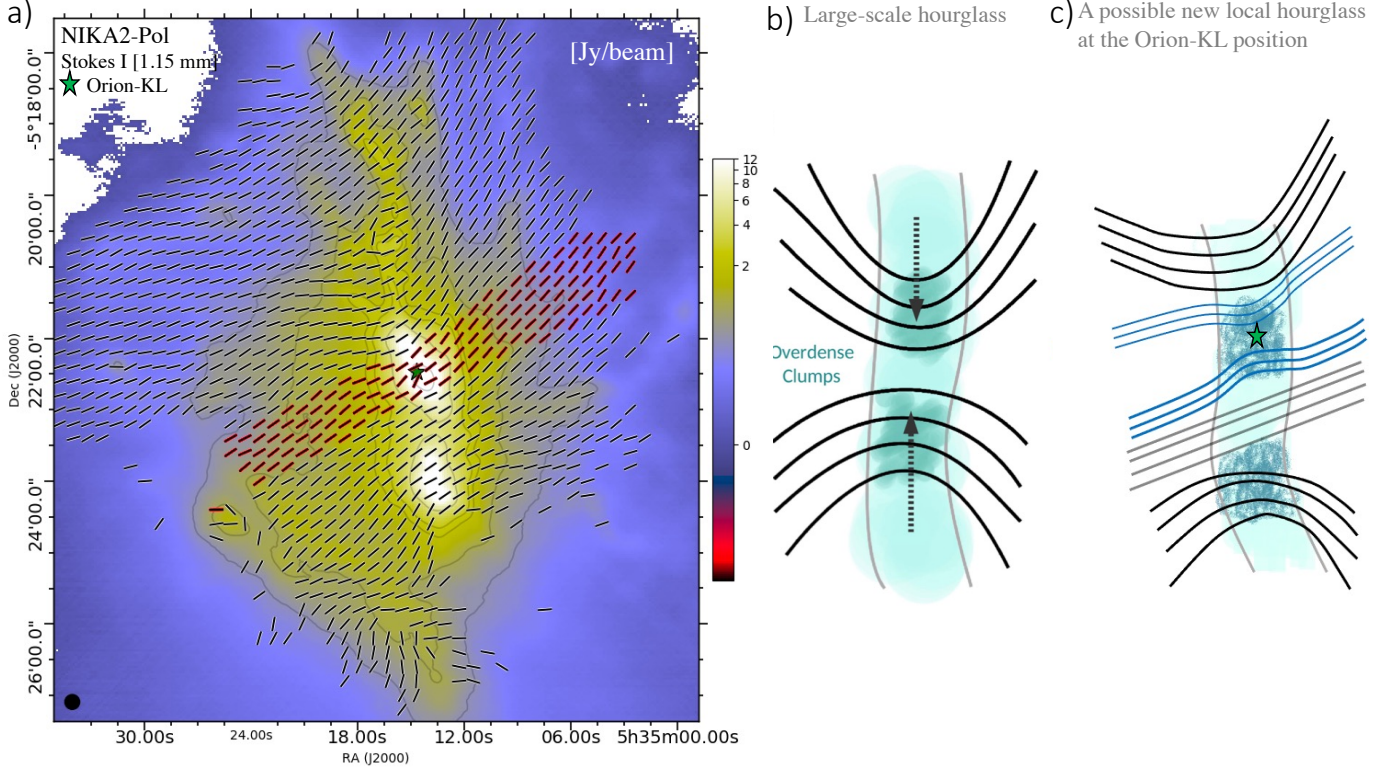 a)
NIKA2-Pol
Stokes I [1.15 mm]
Orion-KL
[Jy/beam]
-5°18'00.0"
20'00.0"
22'00.0"
24'00.0"
26'00.0"
Dec (J2000)
30.00s
24.00s
18.00s
12.00s
06.00s
5h35m00.00s
RA (J2000)
12
10
8
6
4
2
0
b)
Large-scale hourglass
Overdense
Clumps
c)
A possible new local hourglass
at the Orion-KL position